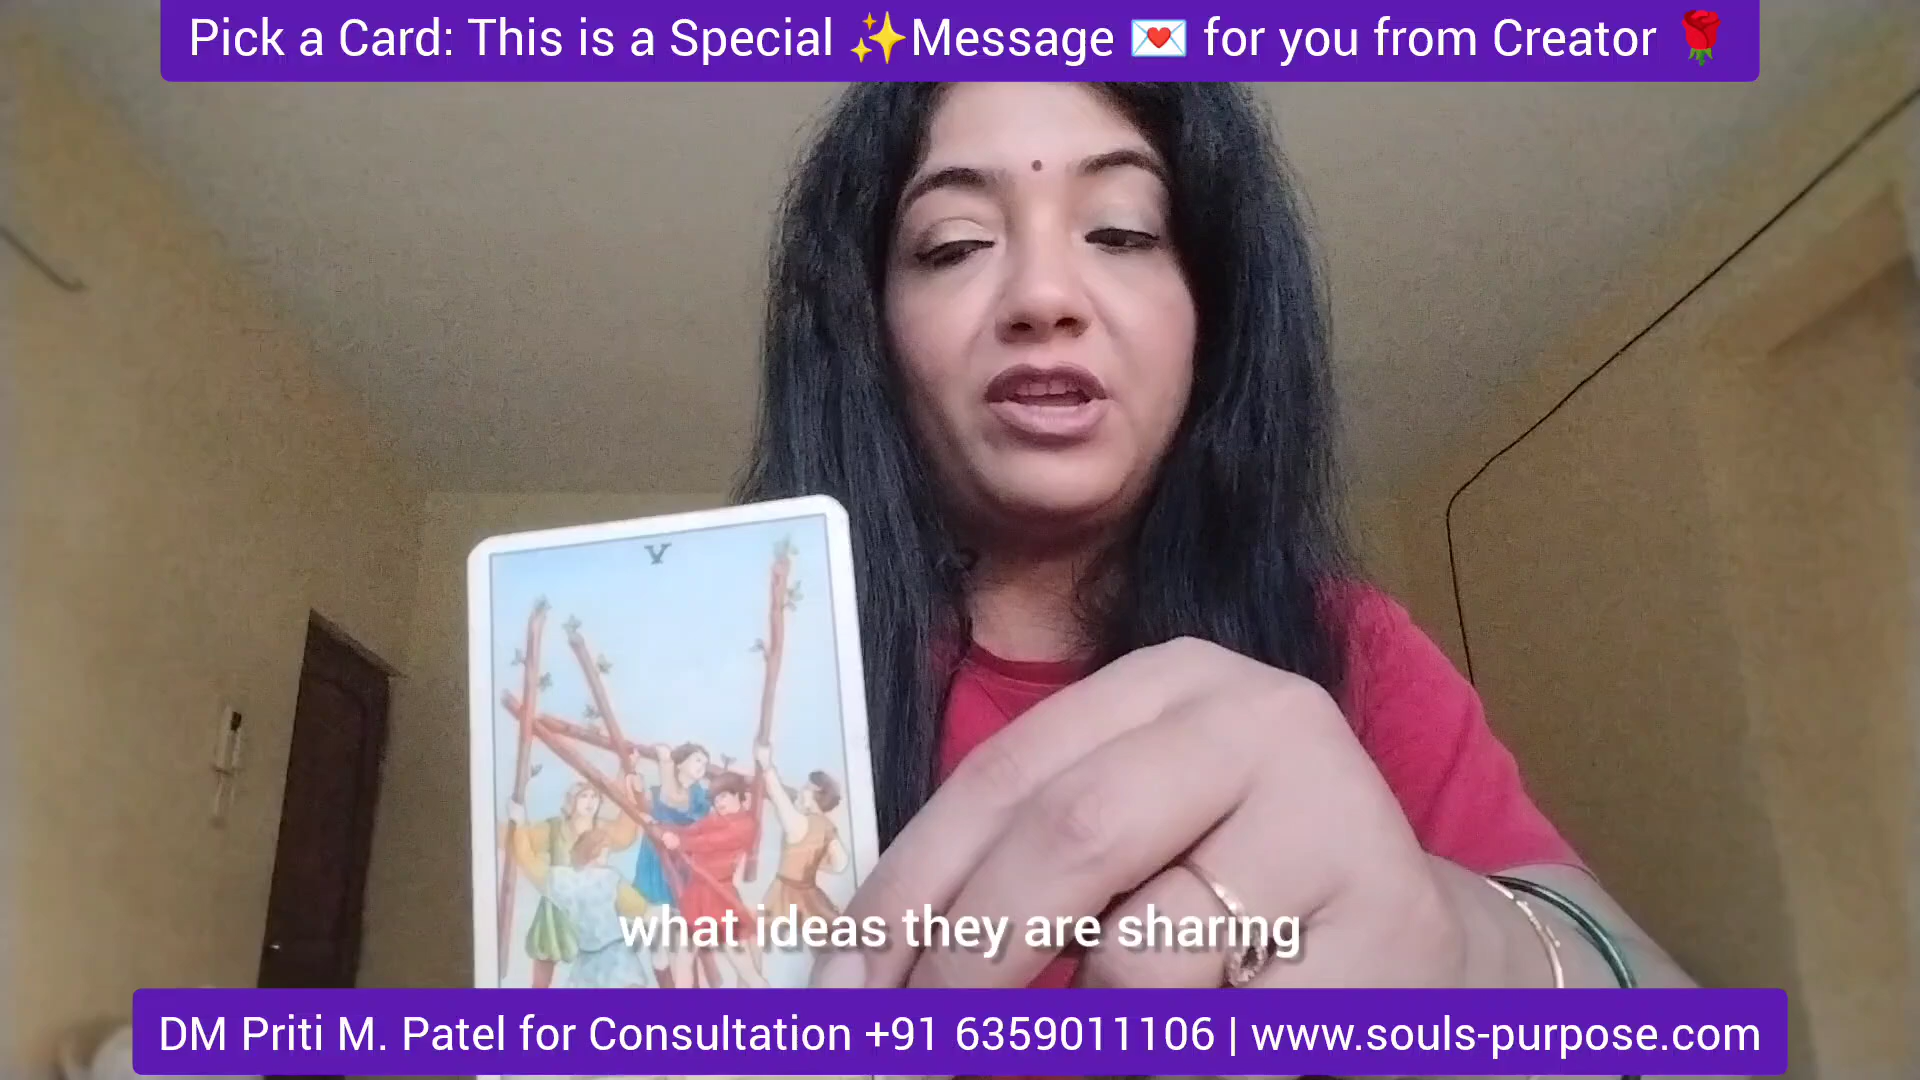 Pick a Card: This is a Special ✨Message 💌 for you from Creator 🌹
V
what ideas they are sharing
DM Priti M. Patel for Consultation +91 6359011106 | www.souls-purpose.com